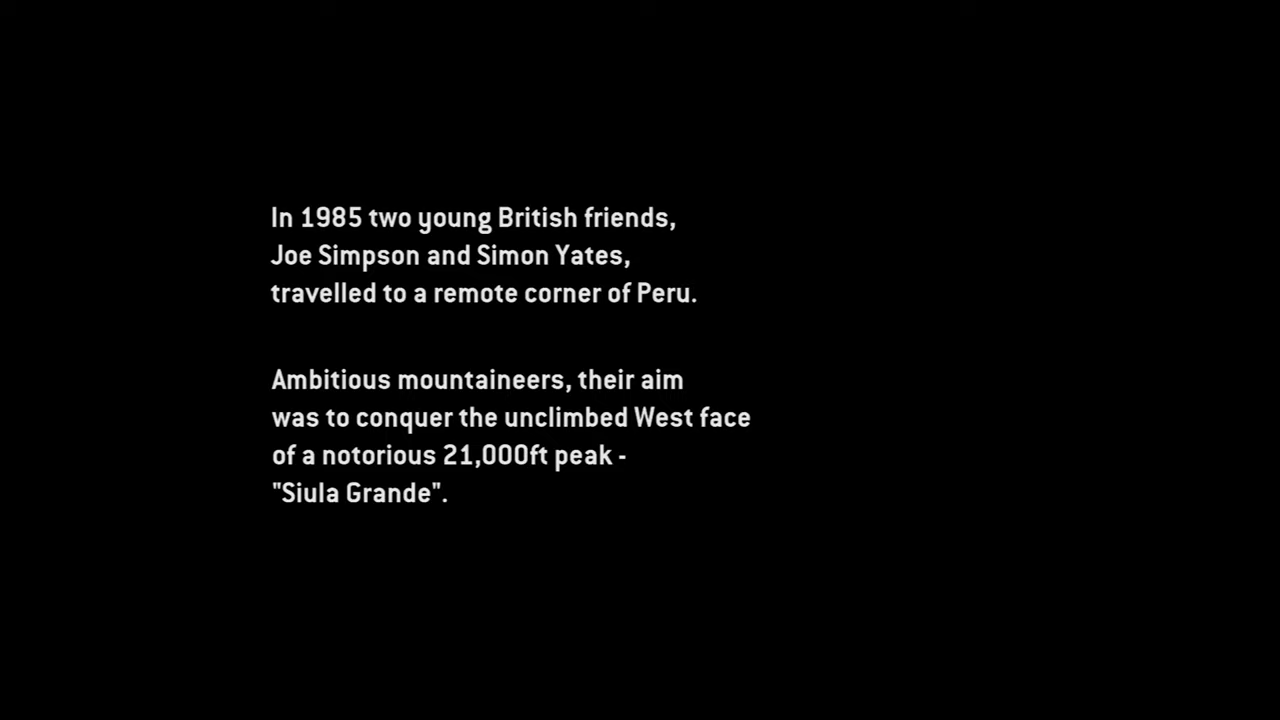 In 1985 two young British friends,
Joe Simpson and Simon Yates,
travelled to a remote corner of Peru.
Ambitious mountaineers, their aim
was to conquer the unclimbed West face
of a notorious 21,000ft peak -
"Siula Grande".